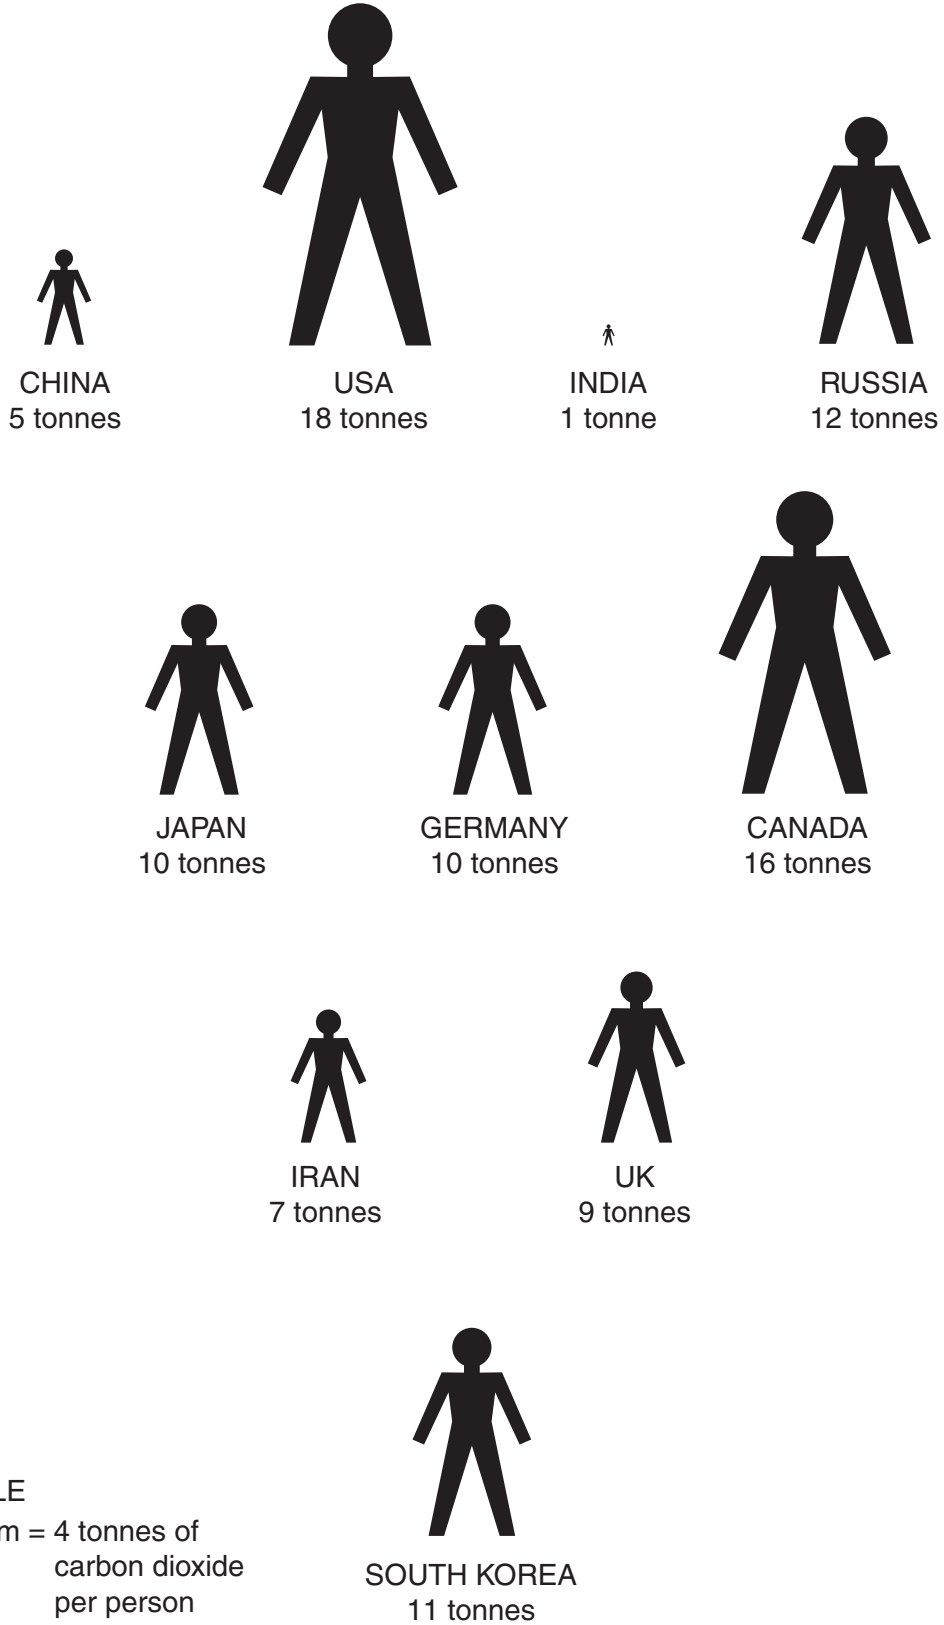 CHINA
5 tonnes
USA
18 tonnes
INDIA
1 tonne
RUSSIA
12 tonnes
JAPAN
10 tonnes
GERMANY
10 tonnes
CANADA
16 tonnes
IRAN
7 tonnes
UK
9 tonnes
LE
m = 4 tonnes of
carbon dioxide
per person
SOUTH KOREA
11 tonnes